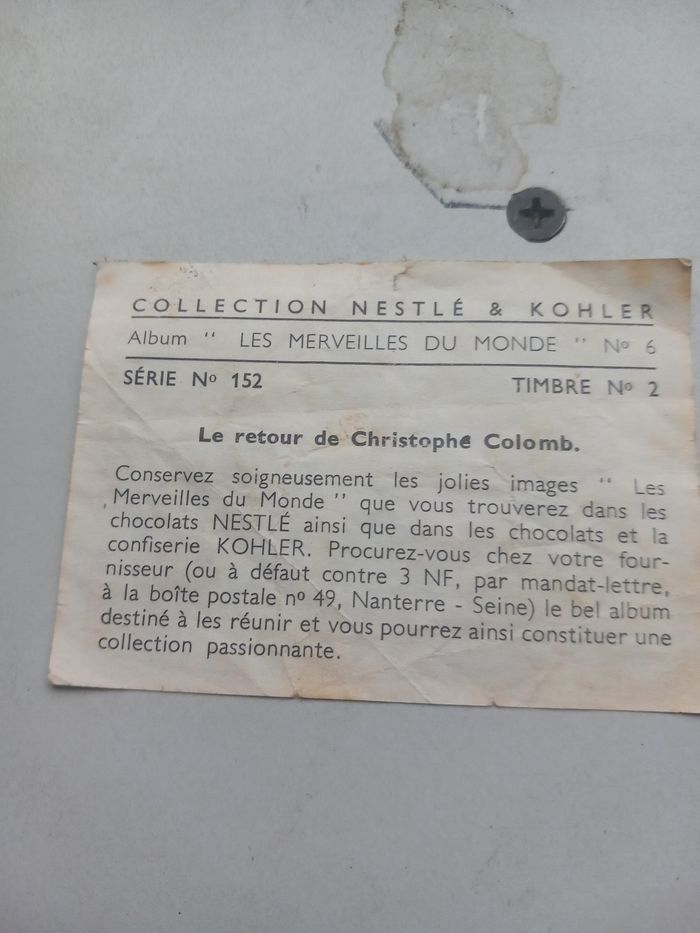 COLLECTION NESTLÉ & KOHLER
Album " LES MERVEILLES DU MONDE " Nº 6
SÉRIE Nº 152 TIMBRE Nº 2
Le retour de Christophe Colomb.
Conservez soigneusement les jolies images " Les
Merveilles du Monde " que vous trouverez dans les
chocolats NESTLÉ ainsi que dans les chocolats et la
confiserie KOHLER. Procurez-vous chez votre four-
nisseur (ou à défaut contre 3 NF, par mandat-lettre,
à la boîte postale nº 49, Nanterre - Seine) le bel album
destiné à les réunir et vous pourrez ainsi constituer une
collection passionnante.